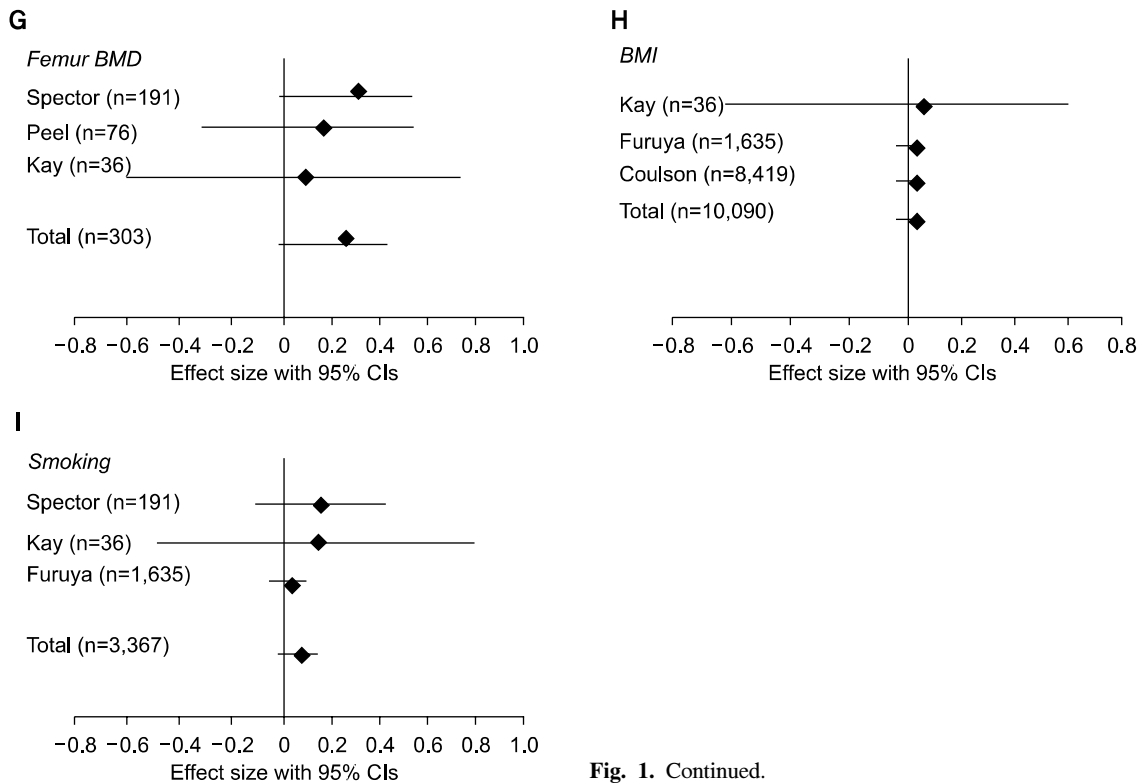 G
Femur BMD
Spector (n=191)
Peel (n=76)
Kay (n=36)
Total (n=303)
−0.8 −0.6 −0.4 −0.2 0 0.2 0.4 0.6 0.8 1.0
Effect size with 95% CIs
H
BMI
Kay (n=36)
Furuya (n=1,635)
Coulson (n=8,419)
Total (n=10,090)
−0.8 −0.6 −0.4 −0.2 0 0.2 0.4 0.6 0.8
Effect size with 95% CIs
I
Smoking
Spector (n=191)
Kay (n=36)
Furuya (n=1,635)
Total (n=3,367)
−0.8 −0.6 −0.4 −0.2 0 0.2 0.4 0.6 0.8 1.0
Effect size with 95% CIs
Fig. 1. Continued.